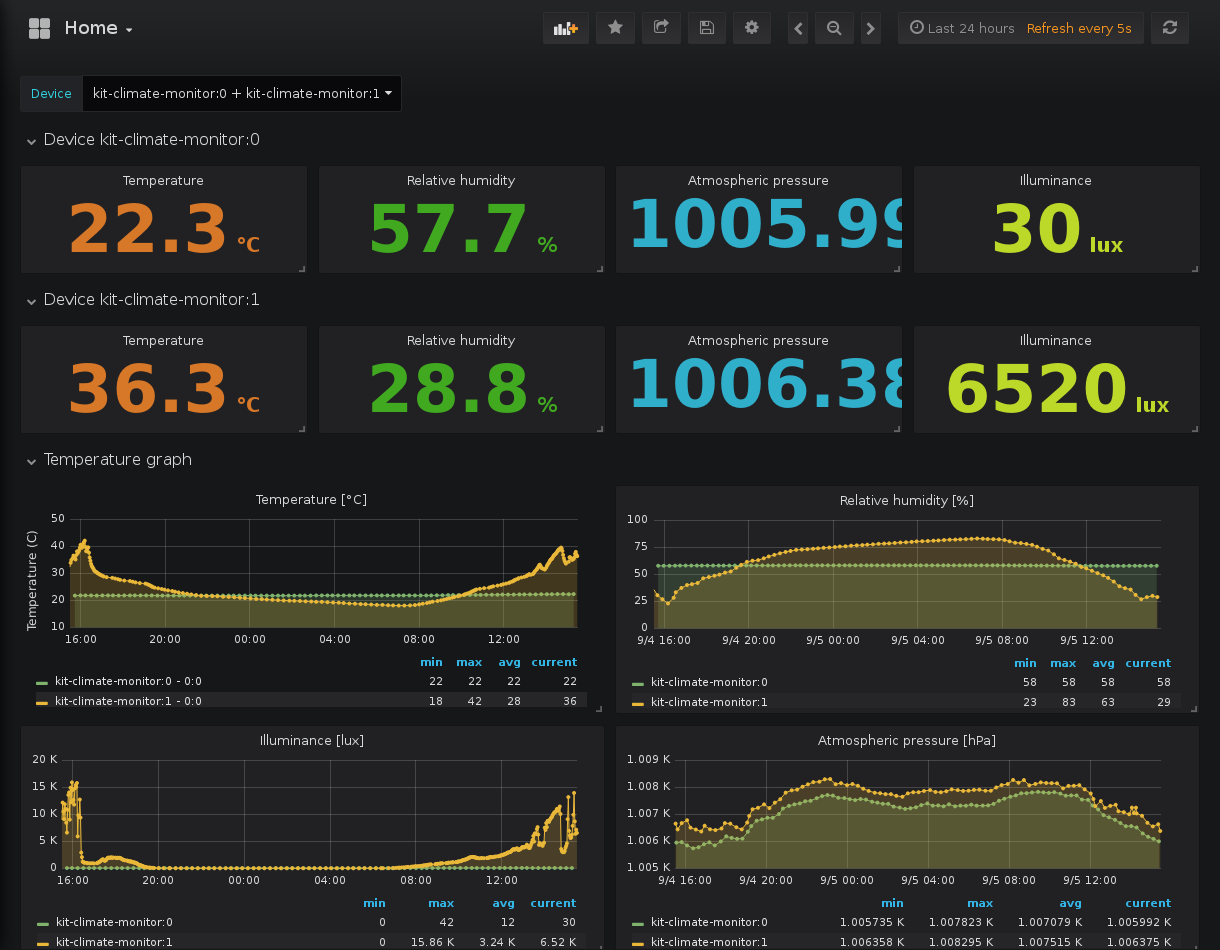 Home
Last 24 hours Refresh every 5s
Device kit-climate-monitor:0 + kit-climate-monitor:1
Device kit-climate-monitor:0
Temperature Relative humidity Atmospheric pressure Illuminance
22.3 °C 57.7 % 1005.99 30 lux
Device kit-climate-monitor:1
Temperature Relative humidity Atmospheric pressure Illuminance
36.3 °C 28.8 % 1006.38 6520 lux
Temperature graph
Temperature [°C]
Temperature (C)
50
40
30
20
10
16:00 20:00 00:00 04:00 08:00 12:00
min max avg current
kit-climate-monitor:0 - 0:0 22 22 22 22
kit-climate-monitor:1 - 0:0 18 42 28 36
Relative humidity [%]
100
75
50
25
0
9/4 16:00 9/4 20:00 9/5 00:00 9/5 04:00 9/5 08:00 9/5 12:00
min max avg current
kit-climate-monitor:0 58 58 58 58
kit-climate-monitor:1 23 83 63 29
Illuminance [lux]
20 K
15 K
10 K
5 K
0
16:00 20:00 00:00 04:00 08:00 12:00
min max avg current
kit-climate-monitor:0 0 42 12 30
kit-climate-monitor:1 0 15.86 K 3.24 K 6.52 K
Atmospheric pressure [hPa]
1.009 K
1.008 K
1.007 K
1.006 K
1.005 K
9/4 16:00 9/4 20:00 9/5 00:00 9/5 04:00 9/5 08:00 9/5 12:00
min max avg current
kit-climate-monitor:0 1.005735 K 1.007823 K 1.007079 K 1.005992 K
kit-climate-monitor:1 1.006358 K 1.008295 K 1.007515 K 1.006375 K